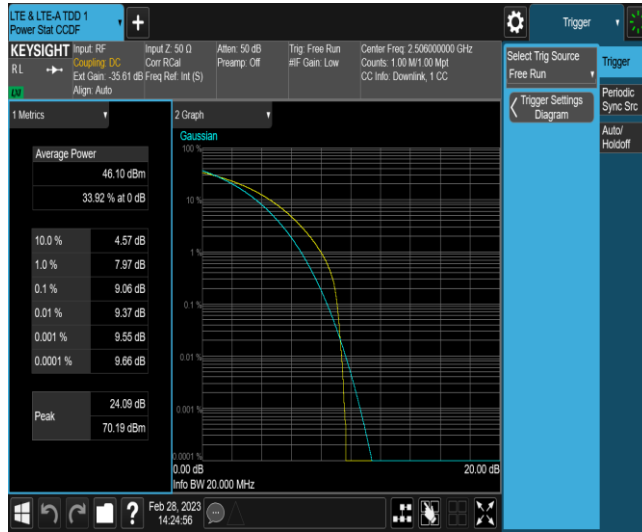 LTE & LTE-A TDD 1
Power Stat CCDF
Trigger
KEYSIGHT
Input: RF
Coupling: DC
Ext Gain: -35.61 dB
Align: Auto
Input Z: 50 Ω
Corr RCal
Freq Ref: Int (S)
Atten: 50 dB
Preamp: Off
Trig: Free Run
#IF Gain: Low
Center Freq: 2.506000000 GHz
Counts: 1.00 M/1.00 Mpt
CC Info: Downlink, 1 CC
R L
LXI
Select Trig Source
Free Run
Trigger Settings
Diagram
Trigger
Periodic
Sync Src
Auto/
Holdoff
1 Metrics
Average Power
46.10 dBm
33.92 % at 0 dB
10.0 % 4.57 dB
1.0 % 7.97 dB
0.1 % 9.06 dB
0.01 % 9.37 dB
0.001 % 9.55 dB
0.0001 % 9.66 dB
Peak
24.09 dB
70.19 dBm
2 Graph
Gaussian
100 %
10 %
1 %
0.1 %
0.01 %
0.001 %
0.0001 %
0.00 dB
20.00 dB
Info BW 20.000 MHz
?
Feb 28, 2023
14:24:56